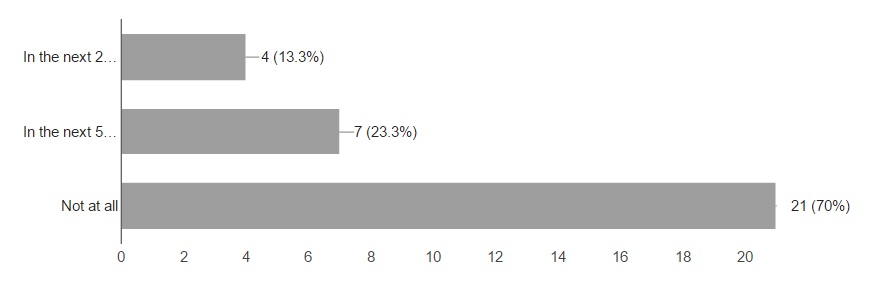 In the next 2…
4 (13.3%)
In the next 5…
7 (23.3%)
Not at all
21 (70%)
0 2 4 6 8 10 12 14 16 18 20